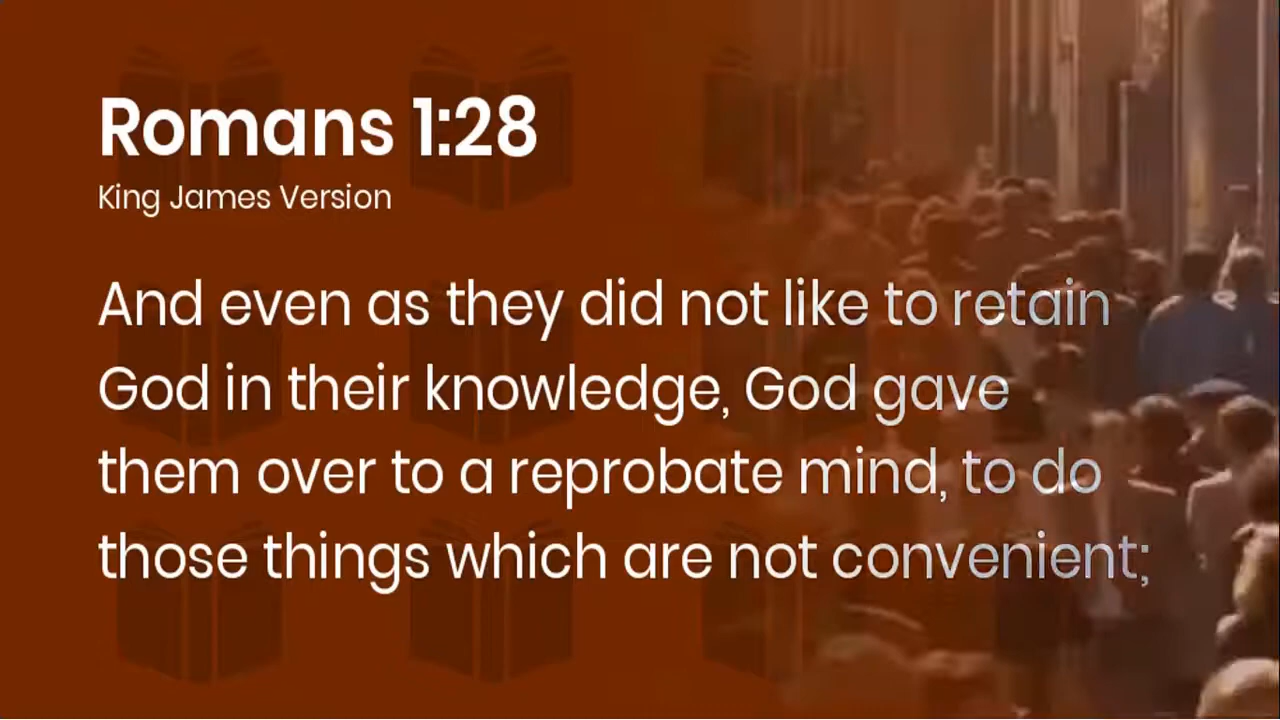 Romans 1:28
King James Version
And even as they did not like to retain
God in their knowledge, God gave
them over to a reprobate mind, to do
those things which are not convenient;